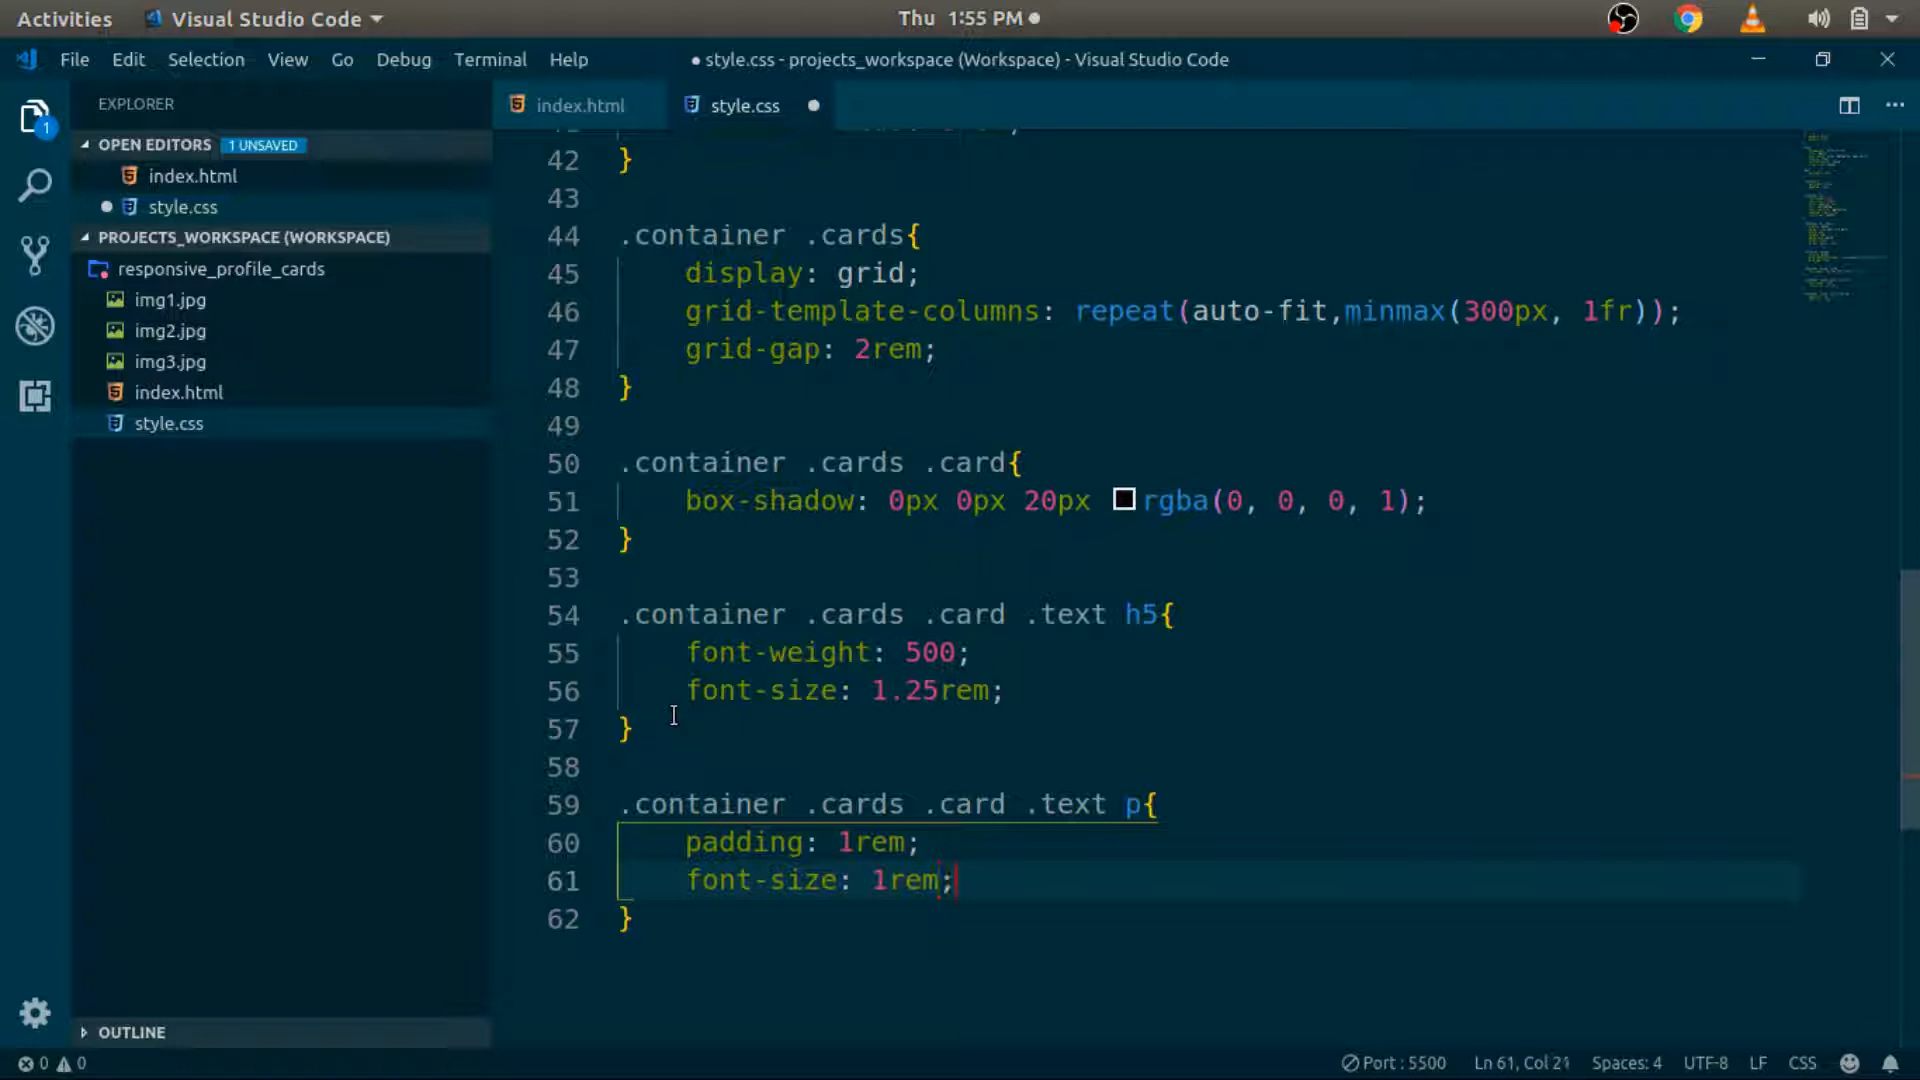 Activities Visual Studio Code Thu 1:55 PM
File Edit Selection View Go Debug Terminal Help
● style.css - projects_workspace (Workspace) - Visual Studio Code
EXPLORER
OPEN EDITORS 1 UNSAVED
index.html
style.css
PROJECTS_WORKSPACE (WORKSPACE)
responsive_profile_cards
img1.jpg
img2.jpg
img3.jpg
index.html
style.css
OUTLINE
1
index.html style.css
42 }
43
44 .container .cards{
45 display: grid;
46 grid-template-columns: repeat(auto-fit,minmax(300px, 1fr));
47 grid-gap: 2rem;
48 }
49
50 .container .cards .card{
51 box-shadow: 0px 0px 20px rgba(0, 0, 0, 1);
52 }
53
54 .container .cards .card .text h5{
55 font-weight: 500;
56 font-size: 1.25rem;
57 }
58
59 .container .cards .card .text p{
60 padding: 1rem;
61 font-size: 1rem;
62 }
0 0 Port : 5500 Ln 61, Col 21 Spaces: 4 UTF-8 LF CSS